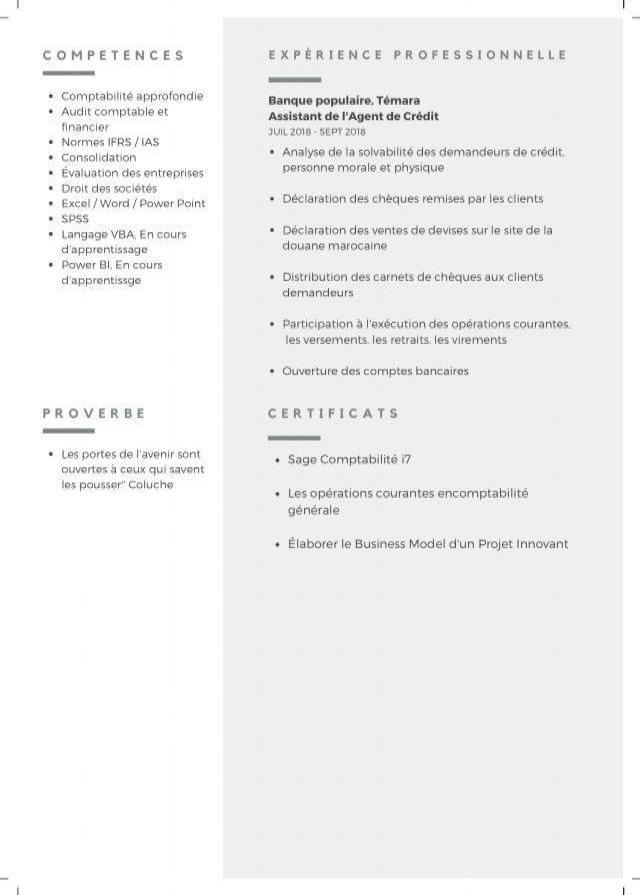 COMPETENCES
Comptabilité approfondie
Audit comptable et
financier
Normes IFRS / IAS
Consolidation
Évaluation des entreprises
Droit des sociétés
Excel / Word / Power Point
SPSS
Langage VBA, En cours
d'apprentissage
Power BI, En cours
d'apprentissge
PROVERBE
Les portes de l'avenir sont
ouvertes à ceux qui savent
les pousser" Coluche
EXPÈRIENCE PROFESSIONNELLE
Banque populaire, Témara
Assistant de l'Agent de Crédit
JUIL 2018 - SEPT 2018
Analyse de la solvabilité des demandeurs de crédit,
personne morale et physique
Déclaration des chèques remises par les clients
Déclaration des ventes de devises sur le site de la
douane marocaine
Distribution des carnets de chèques aux clients
demandeurs
Participation à l'exécution des opérations courantes,
les versements, les retraits, les virements
Ouverture des comptes bancaires
CERTIFICATS
Sage Comptabilité i7
Les opérations courantes encomptabilité
générale
Élaborer le Business Model d'un Projet Innovant